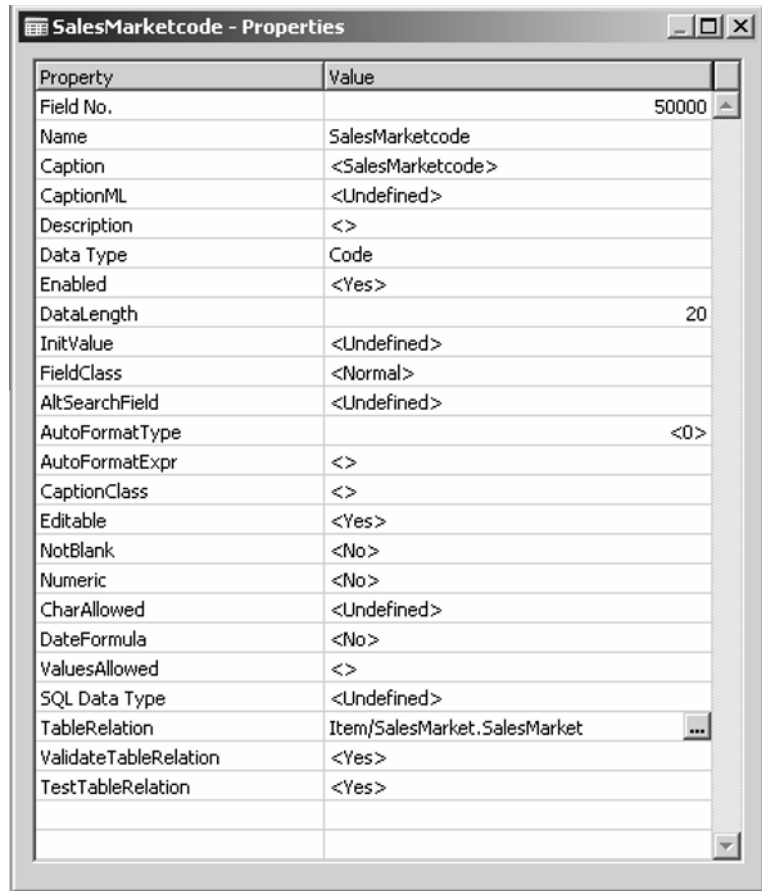 SalesMarketcode - Properties
Property Value
Field No. 50000
Name SalesMarketcode
Caption <SalesMarketcode>
CaptionML <Undefined>
Description <>
Data Type Code
Enabled <Yes>
DataLength 20
InitValue <Undefined>
FieldClass <Normal>
AltSearchField <Undefined>
AutoFormatType <0>
AutoFormatExpr <>
CaptionClass <>
Editable <Yes>
NotBlank <No>
Numeric <No>
CharAllowed <Undefined>
DateFormula <No>
ValuesAllowed <>
SQL Data Type <Undefined>
TableRelation Item/SalesMarket.SalesMarket ...
ValidateTableRelation <Yes>
TestTableRelation <Yes>